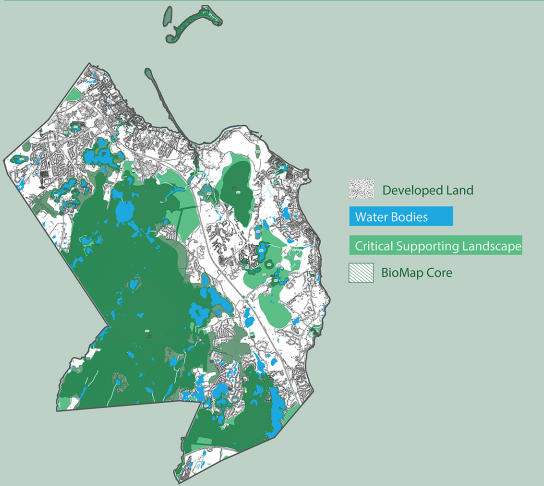 Developed Land
Water Bodies
Critical Supporting Landscape
BioMap Core